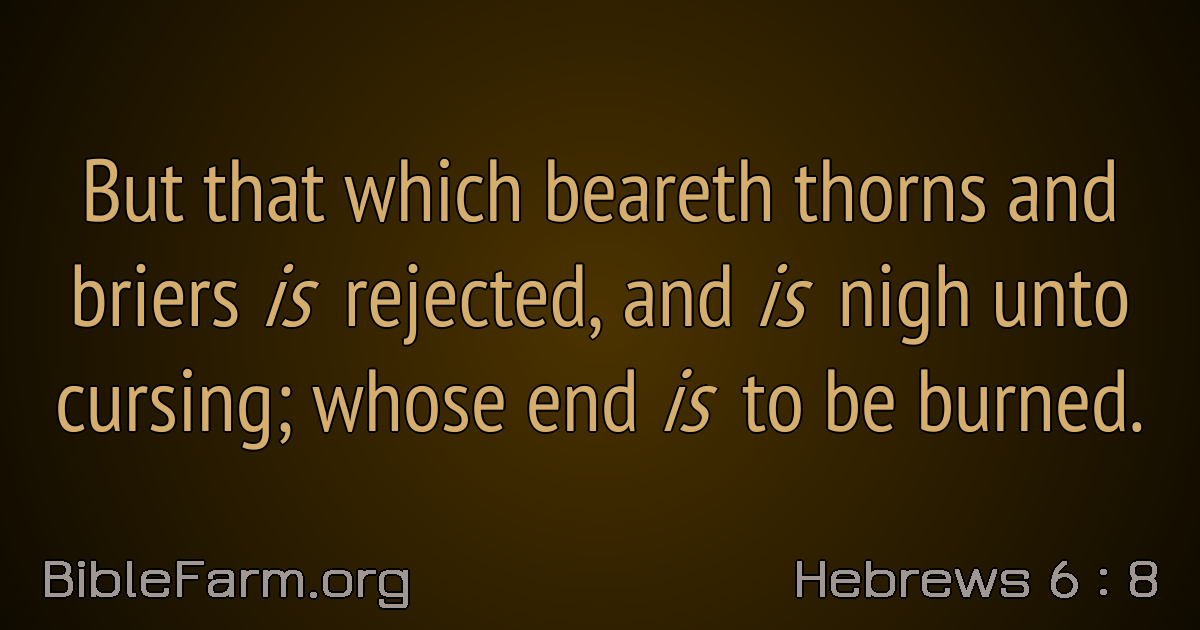 But that which beareth thorns and
briers is rejected, and is nigh unto
cursing; whose end is to be burned.
BibleFarm.org
Hebrews 6 : 8